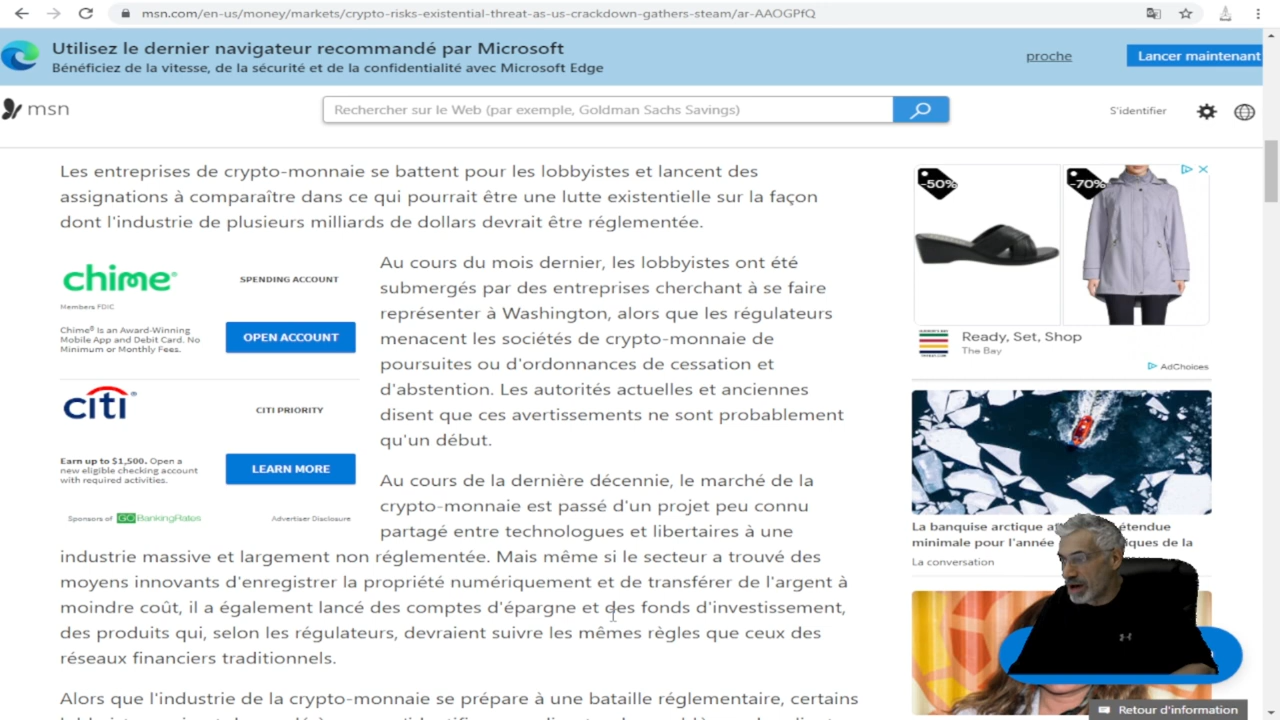 msn.com/en-us/money/markets/crypto-risks-existential-threat-as-us-crackdown-gathers-steam/ar-AAOGPfQ
Utilisez le dernier navigateur recommandé par Microsoft
Bénéficiez de la vitesse, de la sécurité et de la confidentialité avec Microsoft Edge
proche
Lancer maintenant
msn
Rechercher sur le Web (par exemple, Goldman Sachs Savings)
S'identifier
Les entreprises de crypto-monnaie se battent pour les lobbyistes et lancent des
assignations à comparaître dans ce qui pourrait être une lutte existentielle sur la façon
dont l'industrie de plusieurs milliards de dollars devrait être réglementée.
chime®
Members FDIC
SPENDING ACCOUNT
Chime® Is an Award-Winning
Mobile App and Debit Card. No
Minimum or Monthly Fees.
OPEN ACCOUNT
citi®
CITI PRIORITY
Earn up to $1,500. Open a
new eligible checking account
with required activities.
LEARN MORE
Sponsors of GOBankingRates
Advertiser Disclosure
Au cours du mois dernier, les lobbyistes ont été
submergés par des entreprises cherchant à se faire
représenter à Washington, alors que les régulateurs
menacent les sociétés de crypto-monnaie de
poursuites ou d'ordonnances de cessation et
d'abstention. Les autorités actuelles et anciennes
disent que ces avertissements ne sont probablement
qu'un début.
Au cours de la dernière décennie, le marché de la
crypto-monnaie est passé d'un projet peu connu
partagé entre technologues et libertaires à une
industrie massive et largement non réglementée. Mais même si le secteur a trouvé des
moyens innovants d'enregistrer la propriété numériquement et de transférer de l'argent à
moindre coût, il a également lancé des comptes d'épargne et des fonds d'investissement,
des produits qui, selon les régulateurs, devraient suivre les mêmes règles que ceux des
réseaux financiers traditionnels.
Alors que l'industrie de la crypto-monnaie se prépare à une bataille réglementaire, certains
-50%
-70%
Ready, Set, Shop
The Bay
AdChoices
La banquise arctique étendue
minimale pour l'année de la
La conversation
Retour d'information